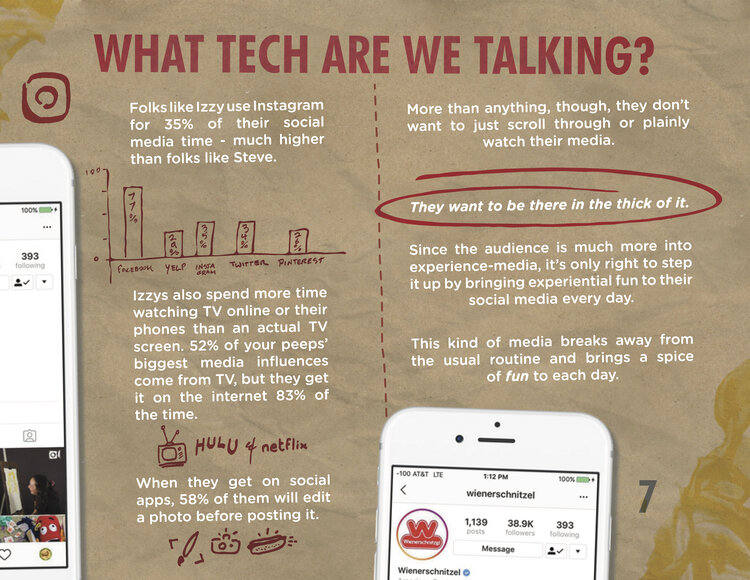 WHAT TECH ARE WE TALKING?
Folks like Izzy use Instagram
for 35% of their social
media time - much higher
than folks like Steve.
100
0
77%
29%
35%
34%
26%
FACEBOOK
YELP
INSTA
GRAM
TWITTER
PINTEREST
Izzys also spend more time
watching TV online or their
phones than an actual TV
screen. 52% of your peeps'
biggest media influences
come from TV, but they get
it on the internet 83% of
the time.
HULU & netflix
When they get on social
apps, 58% of them will edit
a photo before posting it.
More than anything, though, they don't
want to just scroll through or plainly
watch their media.
They want to be there in the thick of it.
Since the audience is much more into
experience-media, it's only right to step
it up by bringing experiential fun to their
social media every day.
This kind of media breaks away from
the usual routine and brings a spice
of fun to each day.
100%
393
following
-100 AT&T LTE
1:12 PM
100%
wienerschnitzel
W
Wienerschnitzel
1,139
posts
38.9K
followers
393
following
Message
Wienerschnitzel
7